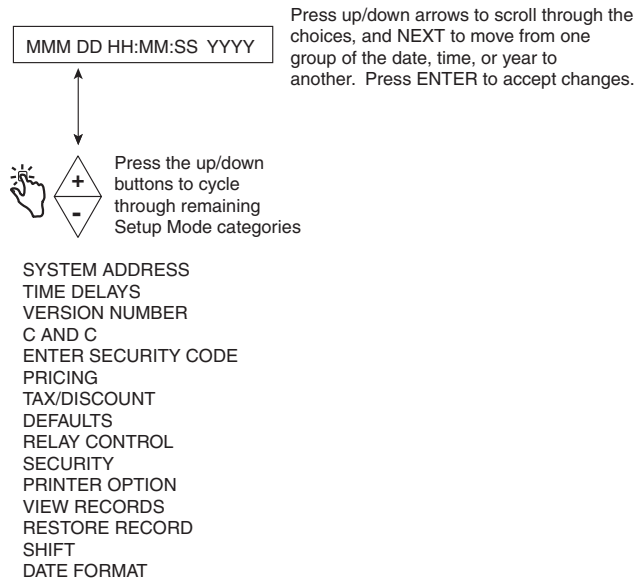 Press up/down arrows to scroll through the
choices, and NEXT to move from one
group of the date, time, or year to
another.  Press ENTER to accept changes.
MMM DD HH:MM:SS  YYYY
+
-
Press the up/down
buttons to cycle
through remaining
Setup Mode categories
SYSTEM ADDRESS
TIME DELAYS
VERSION NUMBER
C AND C
ENTER SECURITY CODE
PRICING
TAX/DISCOUNT
DEFAULTS
RELAY CONTROL
SECURITY
PRINTER OPTION
VIEW RECORDS
RESTORE RECORD
SHIFT
DATE FORMAT